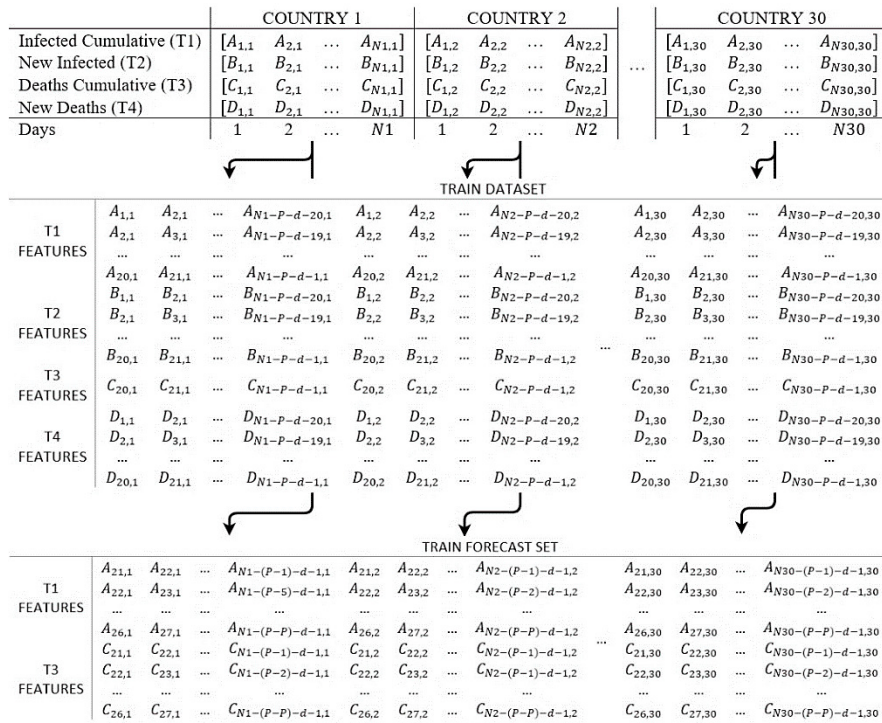 COUNTRY 1 COUNTRY 2 COUNTRY 30
Infected Cumulative (T1) [A1,1 A2,1 … AN1,1] [A1,2 A2,2 … AN2,2] [A1,30 A2,30 … AN30,30]
New Infected (T2) [B1,1 B2,1 … BN1,1] [B1,2 B2,2 … BN2,2] … [B1,30 B2,30 … BN30,30]
Deaths Cumulative (T3) [C1,1 C2,1 … CN1,1] [C1,2 C2,2 … CN2,2] [C1,30 C2,30 … CN30,30]
New Deaths (T4) [D1,1 D2,1 … DN1,1] [D1,2 D2,2 … DN2,2] [D1,30 D2,30 … DN30,30]
Days 1 2 … N1 1 2 … N2 1 2 … N30
TRAIN DATASET
T1 FEATURES
A1,1 A2,1 … AN1−P−d−20,1 A1,2 A2,2 … AN2−P−d−20,2 A1,30 A2,30 … AN30−P−d−20,30
A2,1 A3,1 … AN1−P−d−19,1 A2,2 A3,2 … AN2−P−d−19,2 A2,30 A3,30 … AN30−P−d−19,30
… … … … … … … … …
A20,1 A21,1 … AN1−P−d−1,1 A20,2 A21,2 … AN2−P−d−1,2 A20,30 A21,30 … AN30−P−d−1,30
T2 FEATURES
B1,1 B2,1 … BN1−P−d−20,1 B1,2 B2,2 … BN2−P−d−20,2 B1,30 B2,30 … BN30−P−d−20,30
B2,1 B3,1 … BN1−P−d−19,1 B2,2 B3,2 … BN2−P−d−19,2 B2,30 B3,30 … BN30−P−d−19,30
… … … … … … … … …
B20,1 B21,1 … BN1−P−d−1,1 B20,2 B21,2 … BN2−P−d−1,2 … B20,30 B21,30 … BN30−P−d−1,30
T3 FEATURES
C20,1 C21,1 … CN1−P−d−1,1 C20,2 C21,2 … CN2−P−d−1,2 C20,30 C21,30 … CN30−P−d−1,30
T4 FEATURES
D1,1 D2,1 … DN1−P−d−20,1 D1,2 D2,2 … DN2−P−d−20,2 D1,30 D2,30 … DN30−P−d−20,30
D2,1 D3,1 … DN1−P−d−19,1 D2,2 D3,2 … DN2−P−d−19,2 D2,30 D3,30 … DN30−P−d−19,30
… … … … … … … … …
D20,1 D21,1 … DN1−P−d−1,1 D20,2 D21,2 … DN2−P−d−1,2 D20,30 D21,30 … DN30−P−d−1,30
TRAIN FORECAST SET
T1 FEATURES
A21,1 A22,1 … AN1−(P−1)−d−1,1 A21,2 A22,2 … AN2−(P−1)−d−1,2 A21,30 A22,30 … AN30−(P−1)−d−1,30
A22,1 A23,1 … AN1−(P−5)−d−1,1 A22,2 A23,2 … AN2−(P−2)−d−1,2 A22,30 A23,30 … AN30−(P−2)−d−1,30
… … … … … … … … …
A26,1 A27,1 … AN1−(P−P)−d−1,1 A26,2 A27,2 … AN2−(P−P)−d−1,2 A26,30 A27,30 … AN30−(P−P)−d−1,30
T3 FEATURES
C21,1 C22,1 … CN1−(P−1)−d−1,1 C21,2 C22,2 … CN2−(P−1)−d−1,2 … C21,30 C22,30 … CN30−(P−1)−d−1,30
C22,1 C23,1 … CN1−(P−2)−d−1,1 C22,2 C23,2 … CN2−(P−2)−d−1,2 C22,30 C23,30 … CN30−(P−2)−d−1,30
… … … … … … … … …
C26,1 C27,1 … CN1−(P−P)−d−1,1 C26,2 C27,2 … CN2−(P−P)−d−1,2 C26,30 C27,30 … CN30−(P−P)−d−1,30